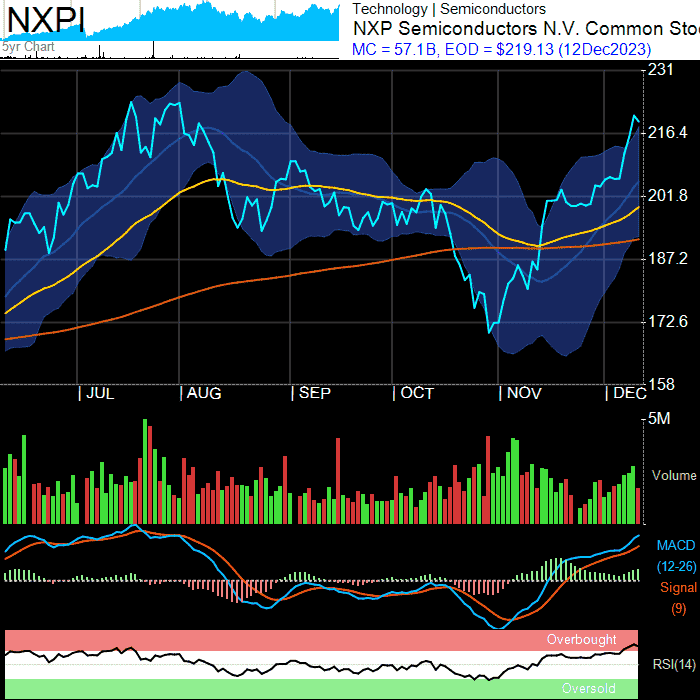 NXPI
5yr Chart
Technology | Semiconductors
NXP Semiconductors N.V. Common Sto
MC = 57.1B, EOD = $219.13 (12Dec2023)
231
216.4
201.8
187.2
172.6
158
JUL AUG SEP OCT NOV DEC
5M
Volume
MACD
(12-26)
Signal
(9)
Overbought
RSI(14)
Oversold